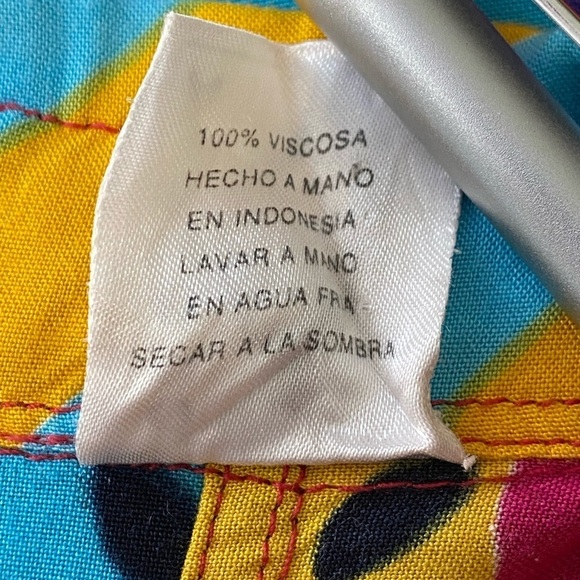 100% VISCOSA
HECHO A MANO
EN INDONESIA
LAVAR A MANO
EN AGUA FRIA
SECAR A LA SOMBRA